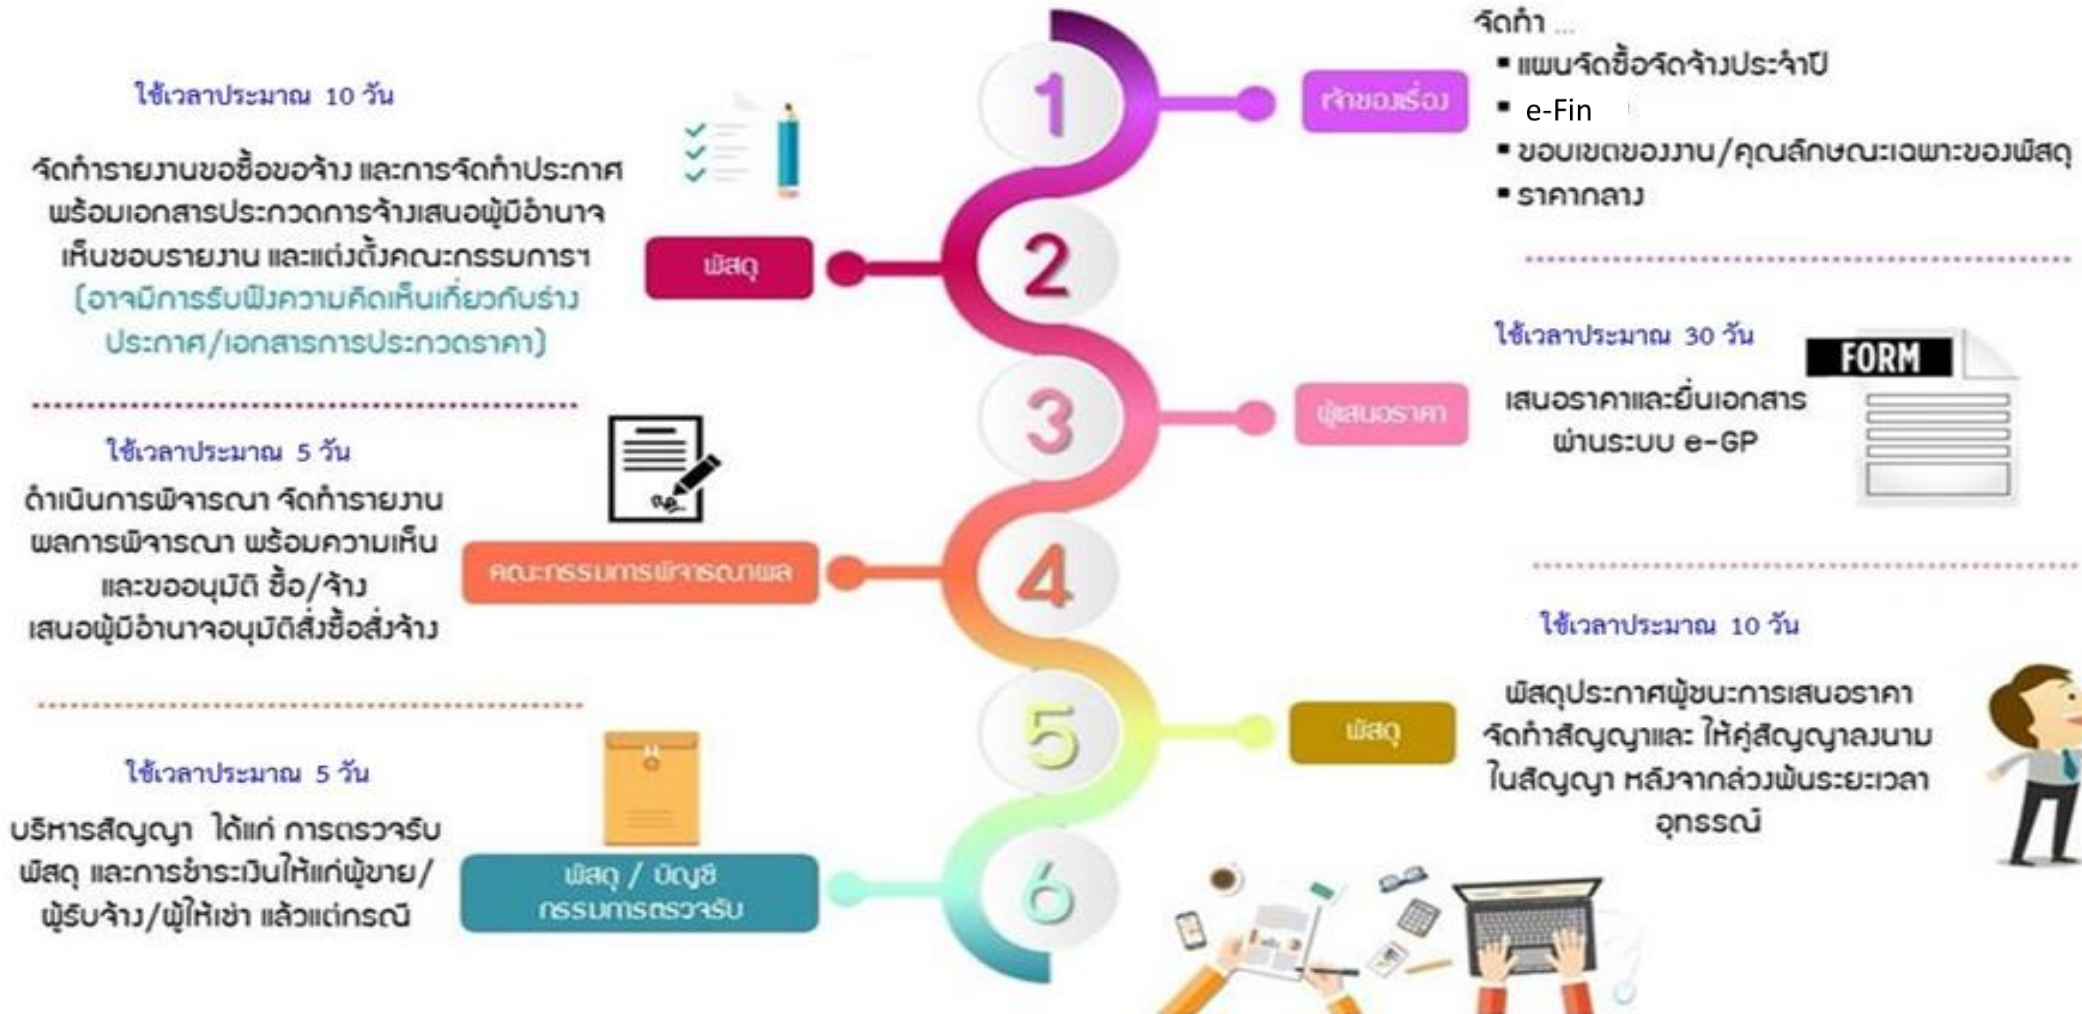 1
เจ้าของเรื่อง
จัดทำ ...
▪ แผนจัดซื้อจัดจ้างประจำปี
▪ e-Fin
▪ ขอบเขตของงาน/คุณลักษณะเฉพาะของพัสดุ
▪ ราคากลาง
2
พัสดุ
ใช้เวลาประมาณ 10 วัน
จัดทำรายงานขอซื้อขอจ้าง และการจัดทำประกาศ
พร้อมเอกสารประกวดการจ้างเสนอผู้มีอำนาจ
เห็นชอบรายงาน และแต่งตั้งคณะกรรมการฯ
(อาจมีการรับฟังความคิดเห็นเกี่ยวกับร่าง
ประกาศ/เอกสารการประกวดราคา)
3
ผู้เสนอราคา
ใช้เวลาประมาณ 30 วัน
FORM
เสนอราคาและยื่นเอกสาร
ผ่านระบบ e-GP
4
คณะกรรมการพิจารณาผล
ใช้เวลาประมาณ 5 วัน
ดำเนินการพิจารณา จัดทำรายงาน
ผลการพิจารณา พร้อมความเห็น
และขออนุมัติ ซื้อ/จ้าง
เสนอผู้มีอำนาจอนุมัติสั่งซื้อสั่งจ้าง
5
พัสดุ
ใช้เวลาประมาณ 10 วัน
พัสดุประกาศผู้ชนะการเสนอราคา
จัดทำสัญญาและ ให้คู่สัญญาลงนาม
ในสัญญา หลังจากล่วงพ้นระยะเวลา
อุทธรณ์
6
พัสดุ / บัญชี
กรรมการตรวจรับ
ใช้เวลาประมาณ 5 วัน
บริหารสัญญา ได้แก่ การตรวจรับ
พัสดุ และการชำระเงินให้แก่ผู้ขาย/
ผู้รับจ้าง/ผู้ให้เช่า แล้วแต่กรณี